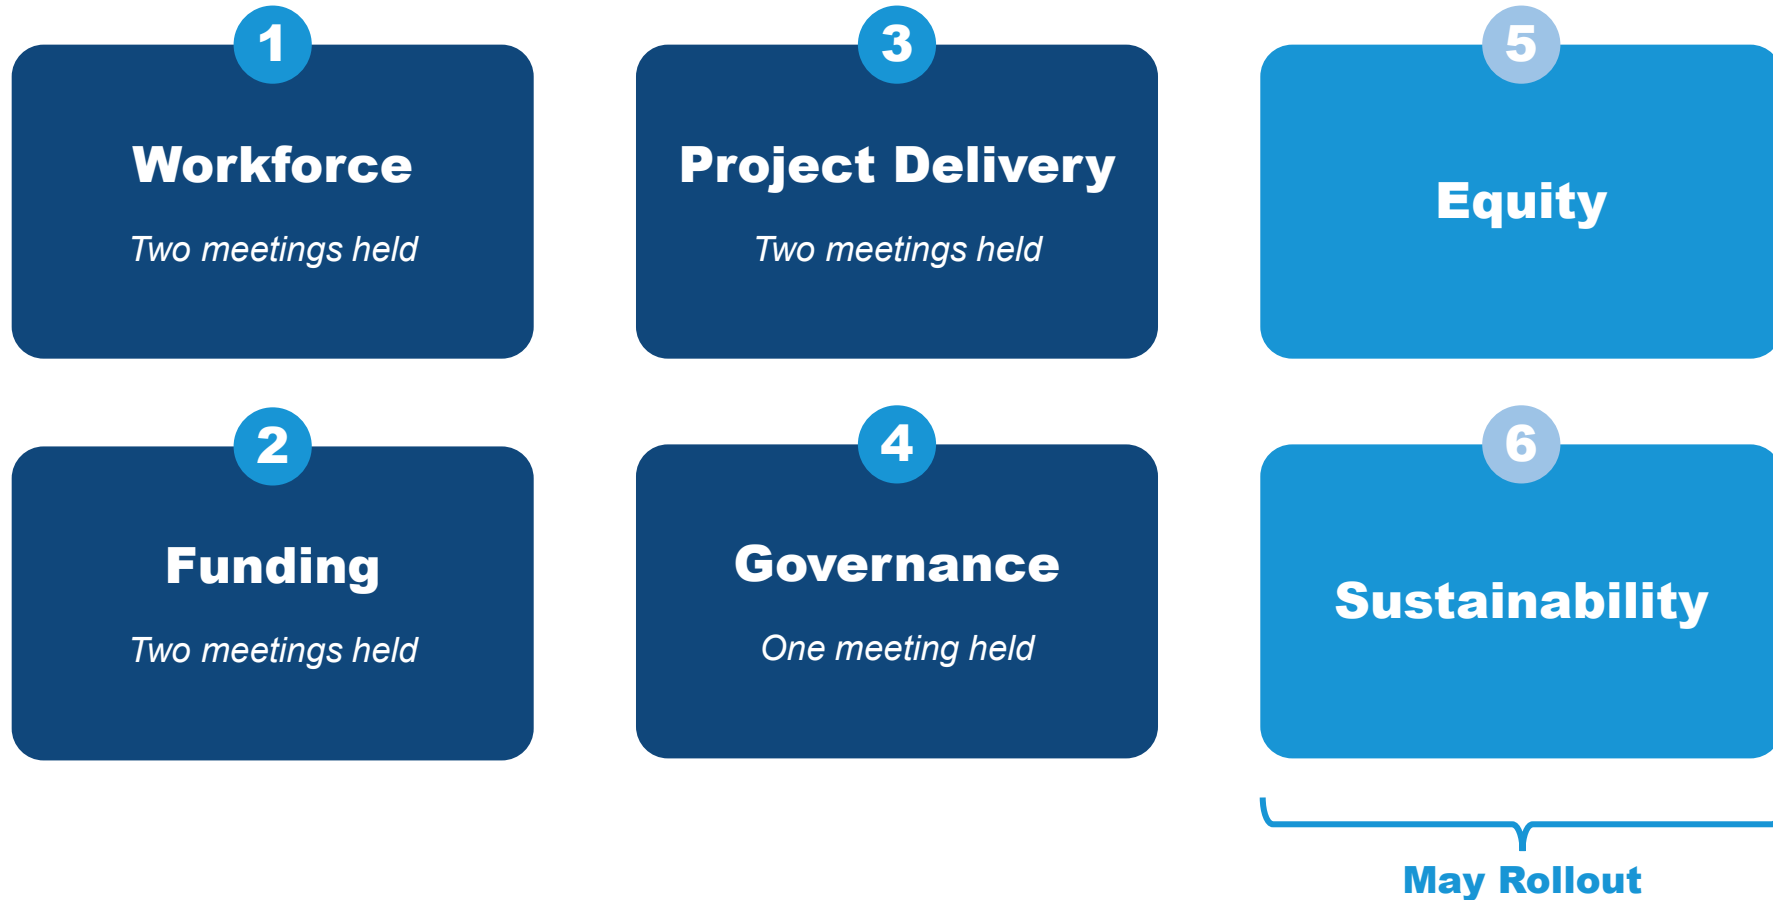 1
Workforce
Two meetings held
2
Funding
Two meetings held
3
Project Delivery
Two meetings held
4
Governance
One meeting held
5
Equity
6
Sustainability
May Rollout